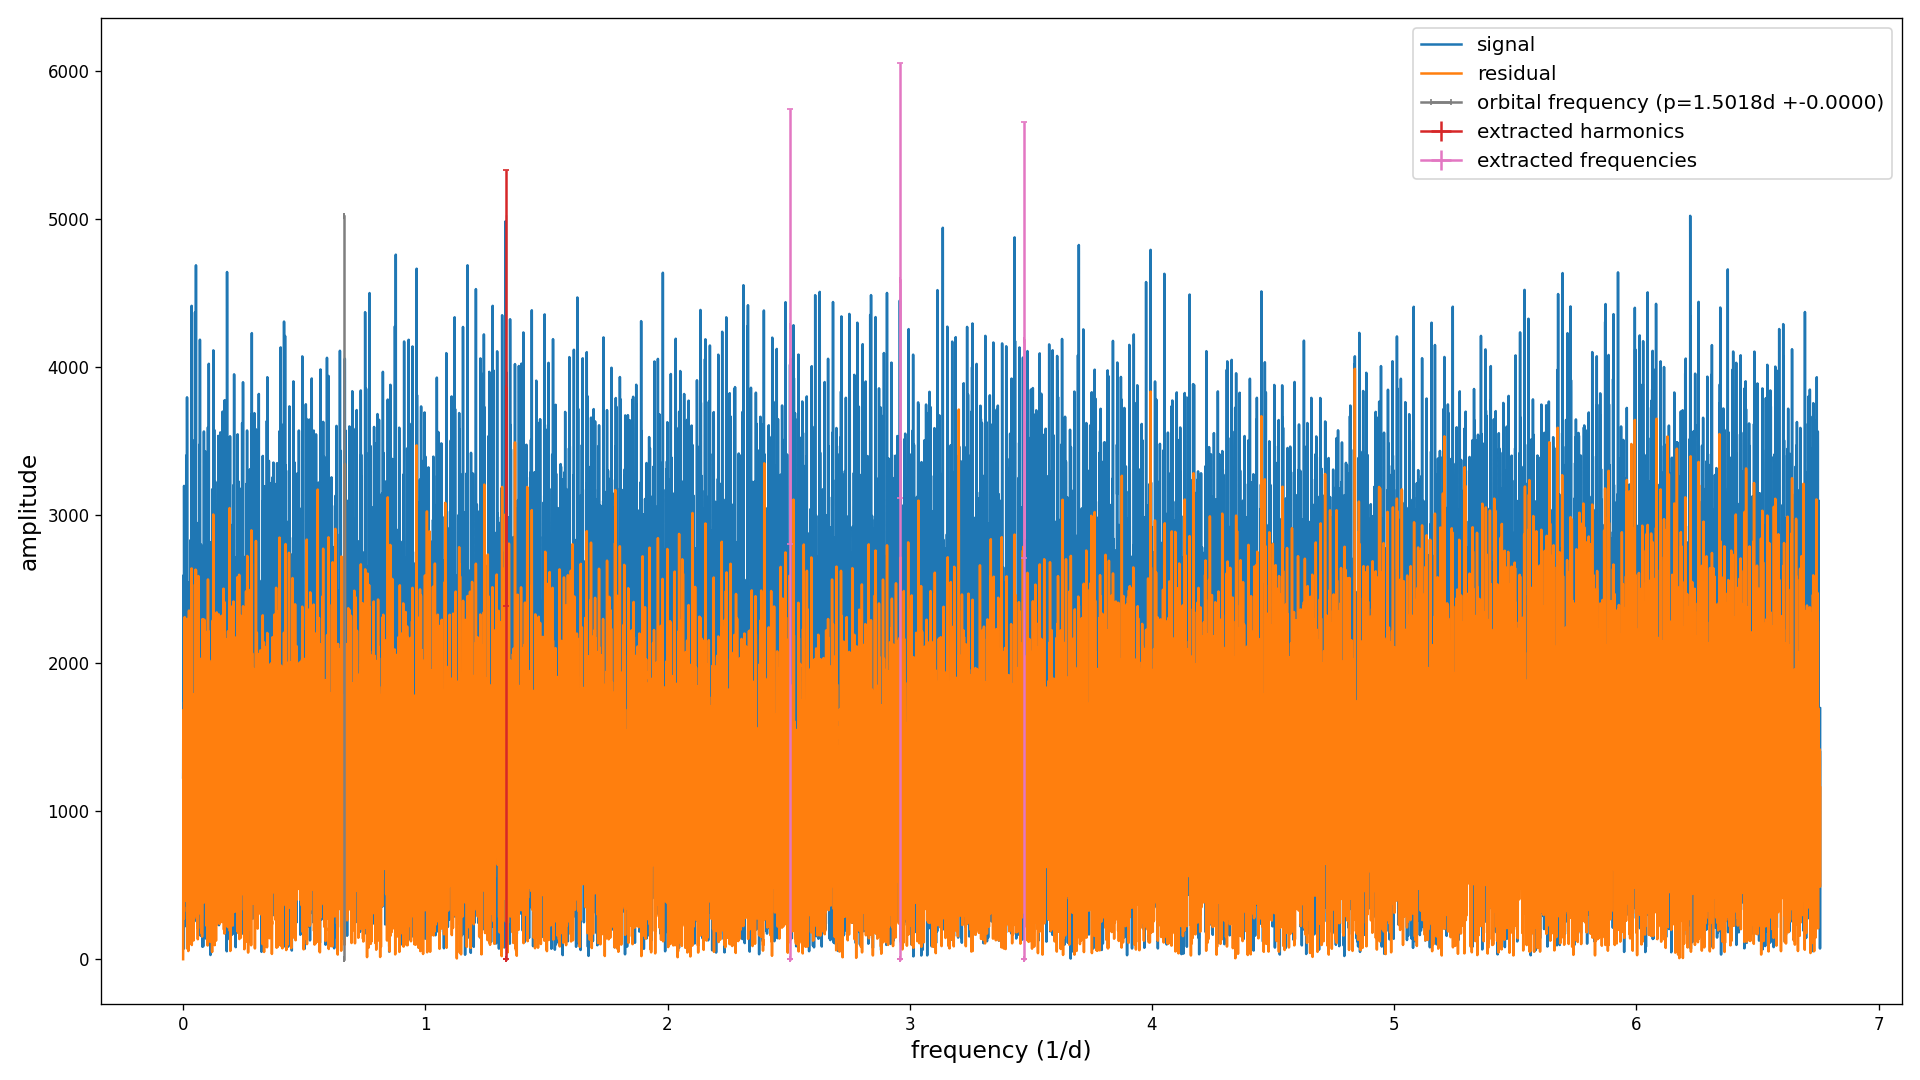 signal
residual
orbital frequency (p=1.5018d +-0.0000)
extracted harmonics
extracted frequencies
6000
5000
4000
3000
2000
1000
0
amplitude
0 1 2 3 4 5 6 7
frequency (1/d)